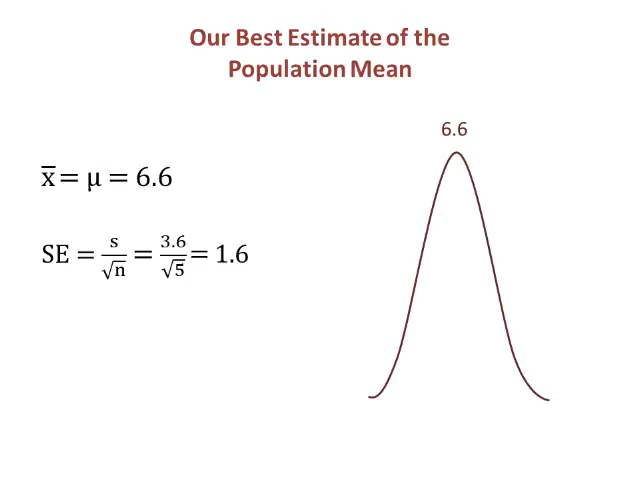 Our Best Estimate of the
Population Mean
6.6
x̅ = μ = 6.6
SE = s/√n = 3.6/√5 = 1.6